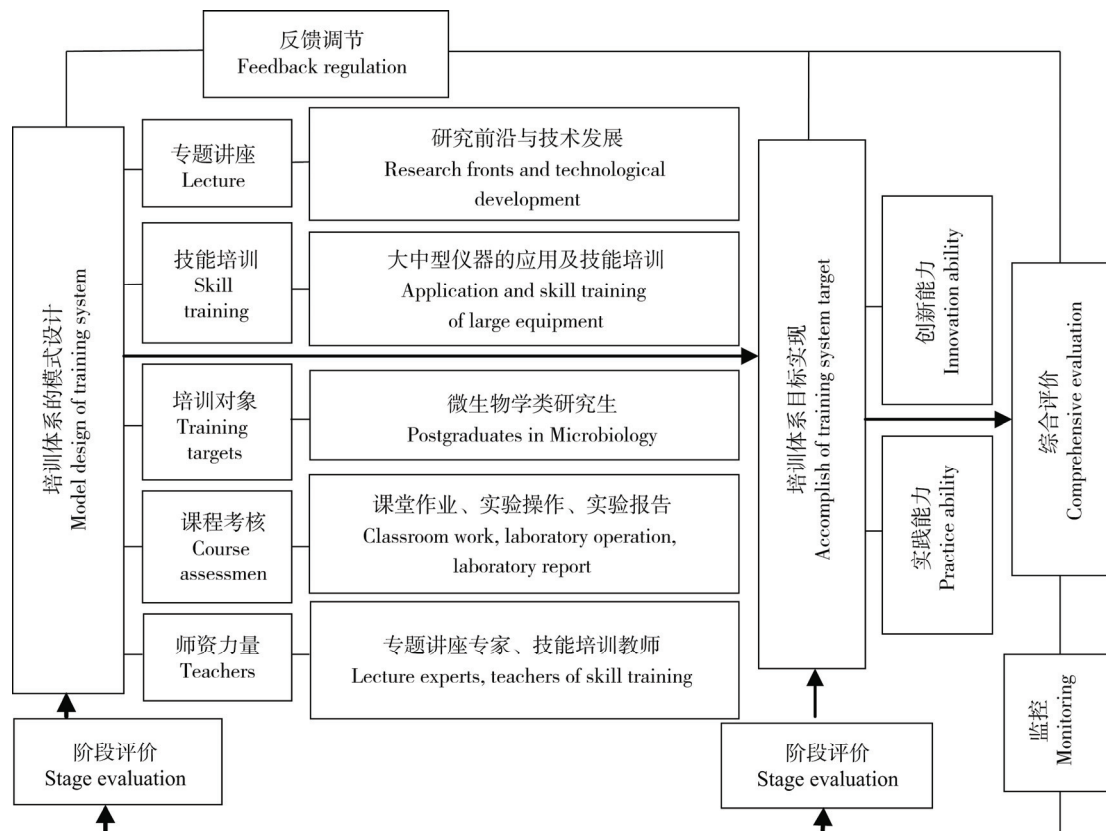 反馈调节
Feedback regulation
培训体系的模式设计
Model design of training system
专题讲座
Lecture
研究前沿与技术发展
Research fronts and technological
development
技能培训
Skill
training
大中型仪器的应用及技能培训
Application and skill training
of large equipment
培训对象
Training
targets
微生物学类研究生
Postgraduates in Microbiology
课程考核
Course
assessmen
课堂作业、实验操作、实验报告
Classroom work, laboratory operation,
laboratory report
师资力量
Teachers
专题讲座专家、技能培训教师
Lecture experts, teachers of skill training
培训体系目标实现
Accomplish of training system target
创新能力
Innovation ability
实践能力
Practice ability
综合评价
Comprehensive evaluation
监控
Monitoring
阶段评价
Stage evaluation
阶段评价
Stage evaluation